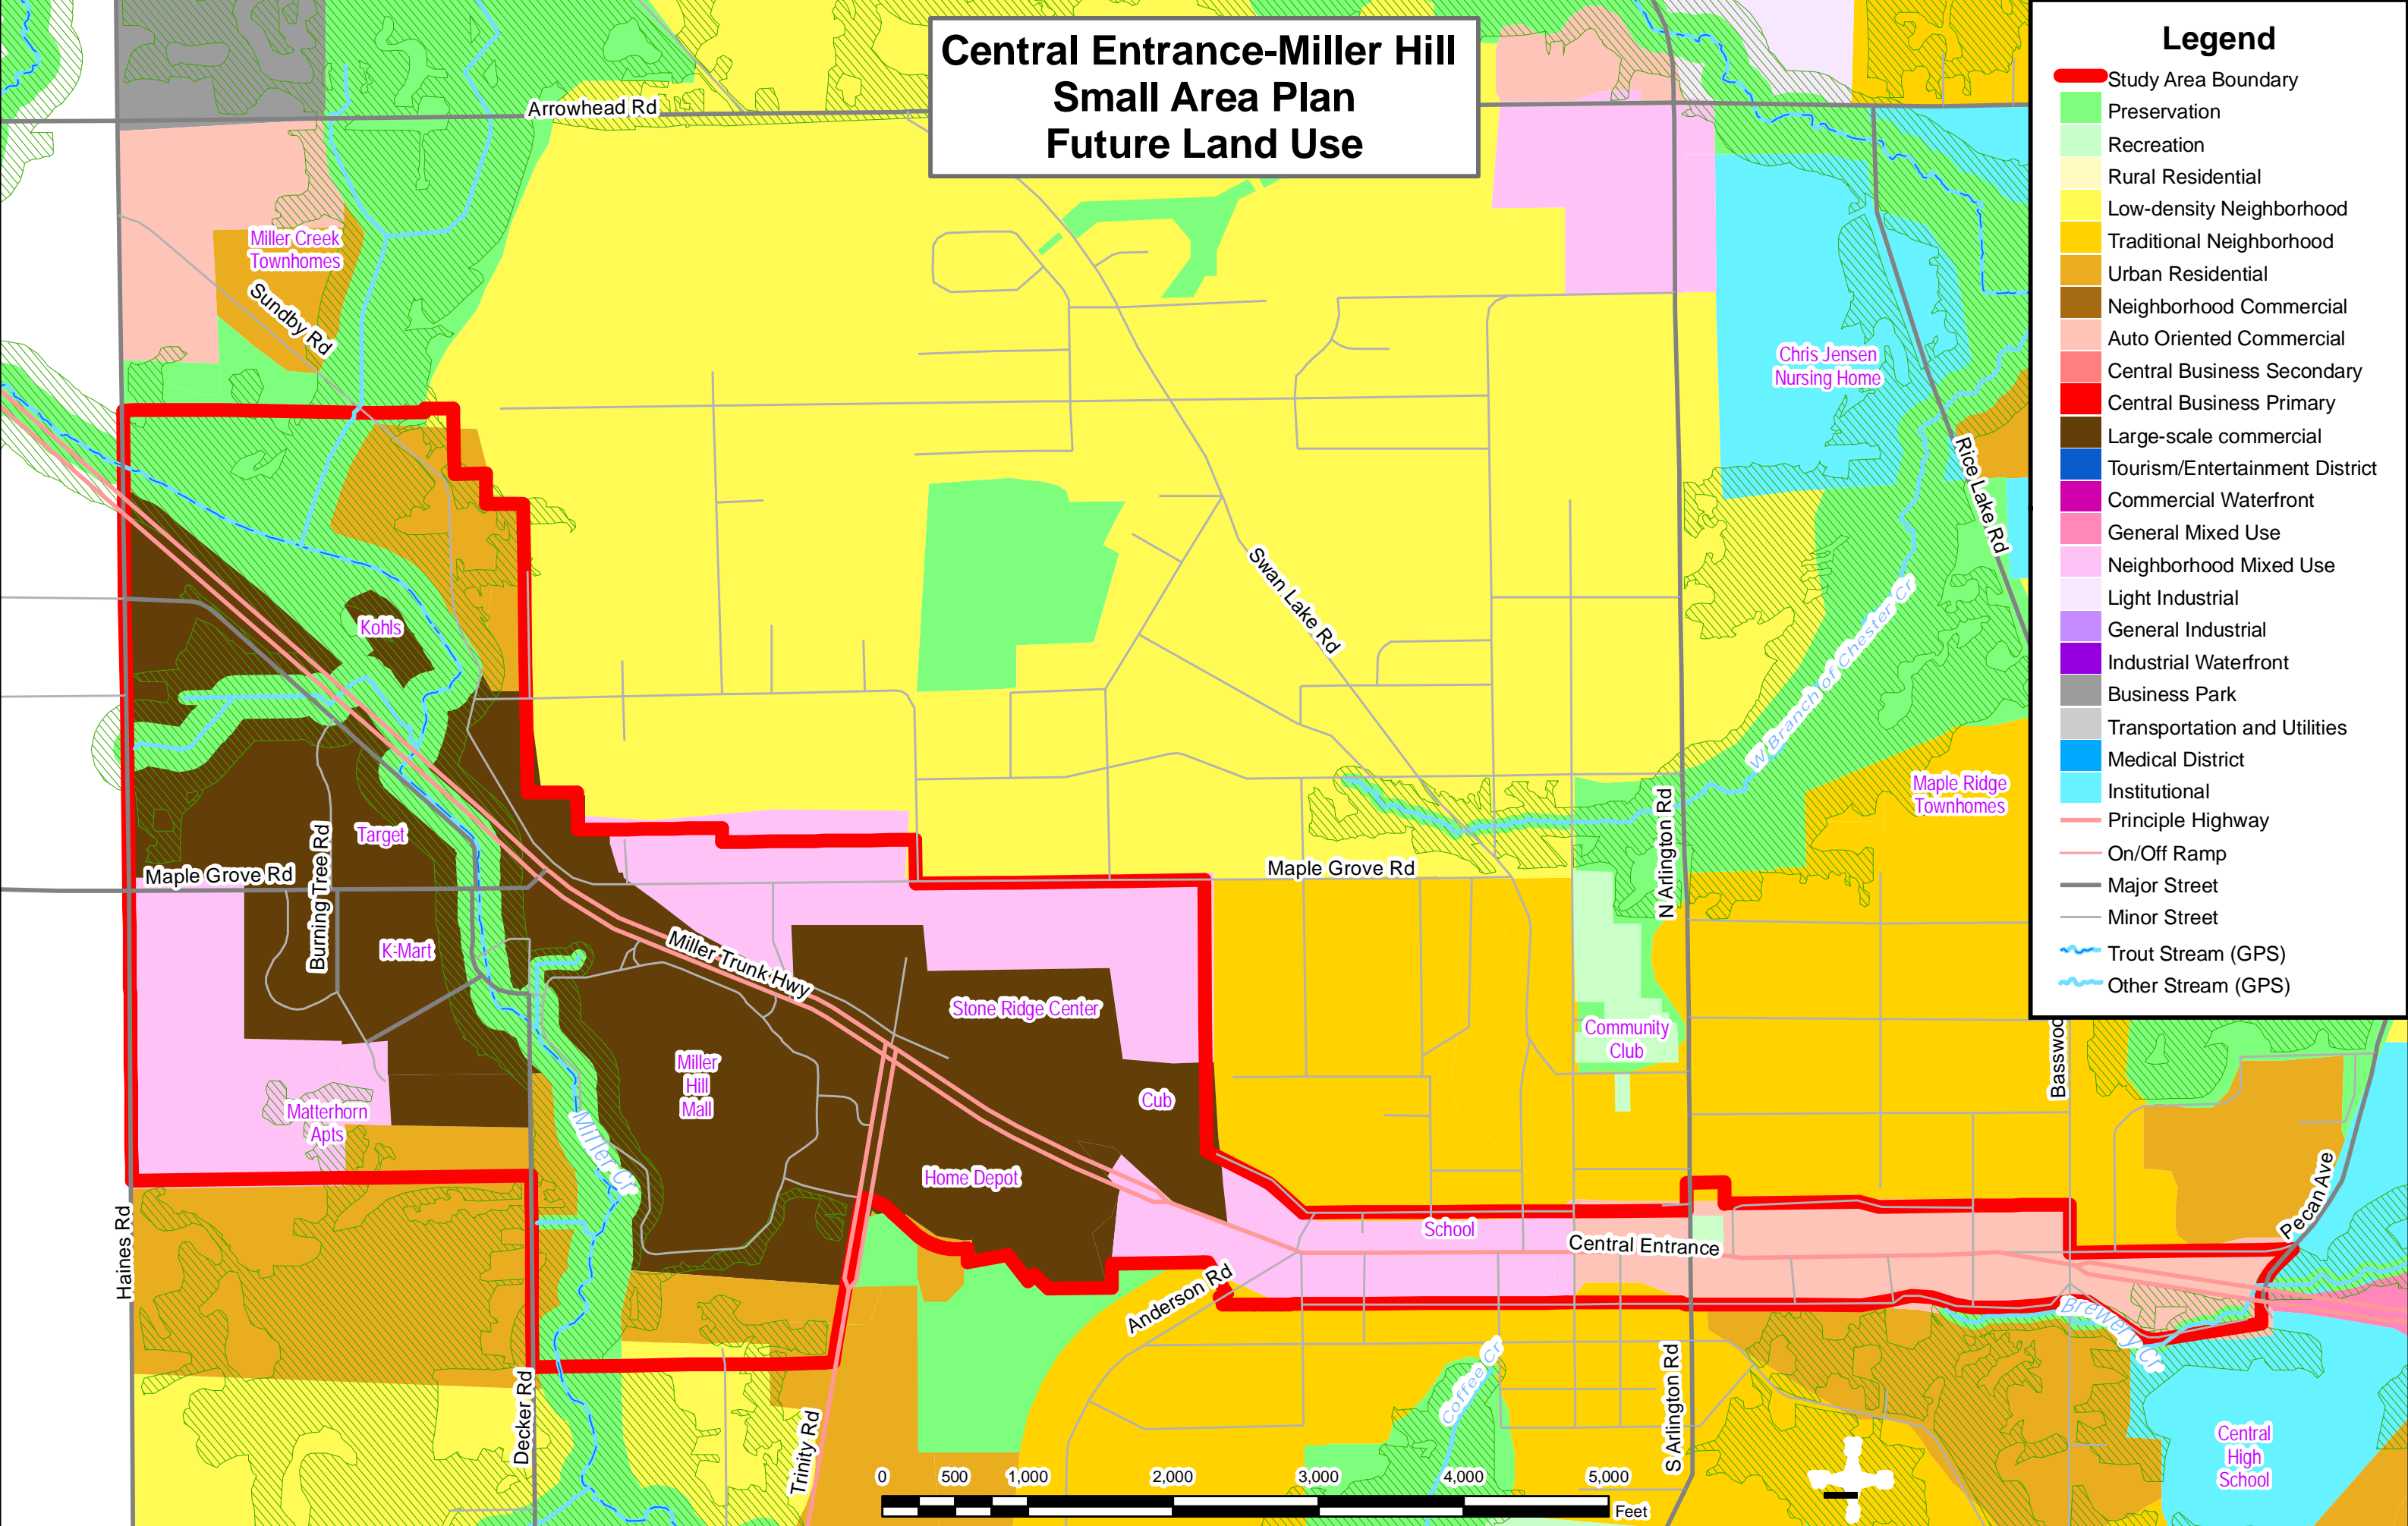 Central Entrance-Miller Hill
Small Area Plan
Future Land Use
Legend
Study Area Boundary
Preservation
Recreation
Rural Residential
Low-density Neighborhood
Traditional Neighborhood
Urban Residential
Neighborhood Commercial
Auto Oriented Commercial
Central Business Secondary
Central Business Primary
Large-scale commercial
Tourism/Entertainment District
Commercial Waterfront
General Mixed Use
Neighborhood Mixed Use
Light Industrial
General Industrial
Industrial Waterfront
Business Park
Transportation and Utilities
Medical District
Institutional
Principle Highway
On/Off Ramp
Major Street
Minor Street
Trout Stream (GPS)
Other Stream (GPS)
Arrowhead Rd
Miller Creek
Townhomes
Sundby Rd
Chris Jensen
Nursing Home
Rice Lake Rd
Swan Lake Rd
W Branch of Chester Cr
Kohls
Target
Burning Tree Rd
Maple Grove Rd
Maple Grove Rd
N Arlington Rd
Maple Ridge
Townhomes
K-Mart
Miller Trunk Hwy
Stone Ridge Center
Community
Club
Basswoo
Miller
Hill
Mall
Cub
Matterhorn
Apts
Miller Cr
Home Depot
School
Central Entrance
Pecan Ave
Haines Rd
Anderson Rd
Brewery Cr
Decker Rd
Trinity Rd
Coffee Cr
S Arlington Rd
Central
High
School
0 500 1,000 2,000 3,000 4,000 5,000
Feet